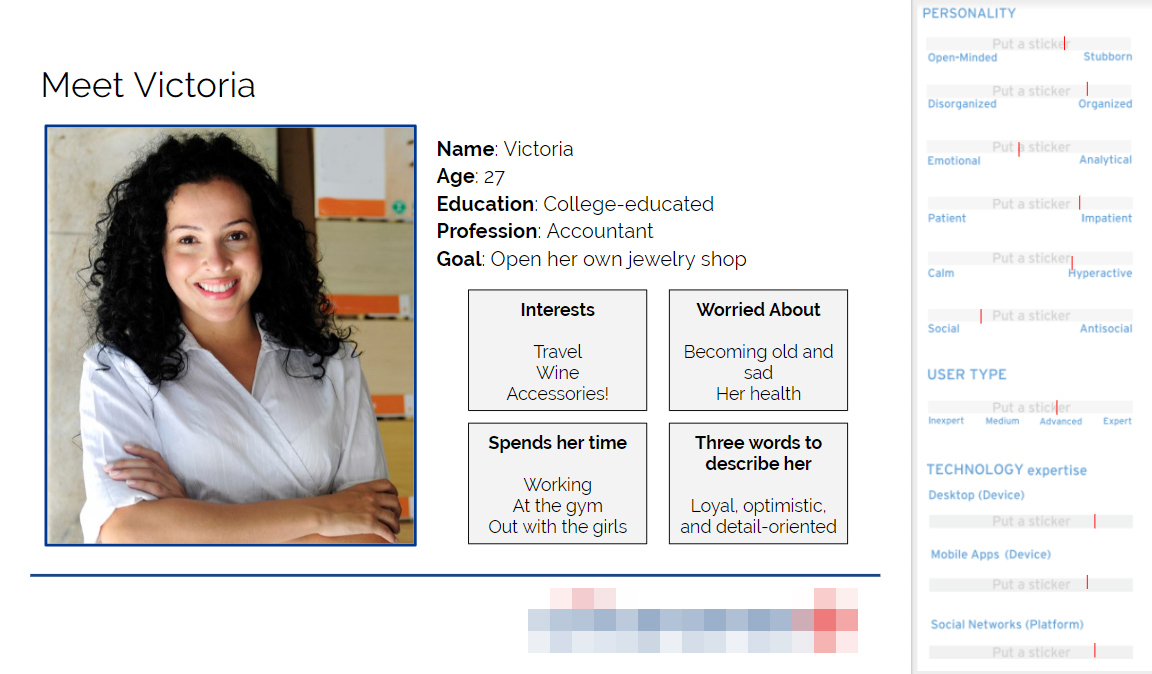 Meet Victoria
Name: Victoria
Age: 27
Education: College-educated
Profession: Accountant
Goal: Open her own jewelry shop
Interests
Travel
Wine
Accessories!
Worried About
Becoming old and
sad
Her health
Spends her time
Working
At the gym
Out with the girls
Three words to
describe her
Loyal, optimistic,
and detail-oriented
PERSONALITY
Put a sticker
Open-Minded Stubborn
Put a sticker
Disorganized Organized
Put a sticker
Emotional Analytical
Put a sticker
Patient Impatient
Put a sticker
Calm Hyperactive
Put a sticker
Social Antisocial
USER TYPE
Put a sticker
Inexpert Medium Advanced Expert
TECHNOLOGY expertise
Desktop (Device)
Put a sticker
Mobile Apps (Device)
Put a sticker
Social Networks (Platform)
Put a sticker